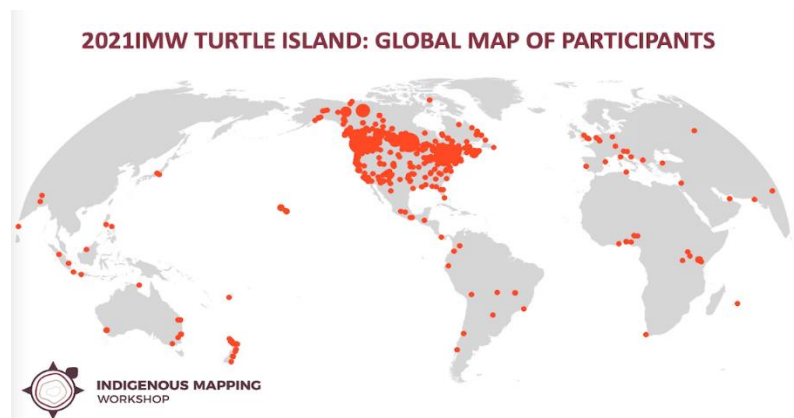 2021IMW TURTLE ISLAND: GLOBAL MAP OF PARTICIPANTS
INDIGENOUS MAPPING
WORKSHOP